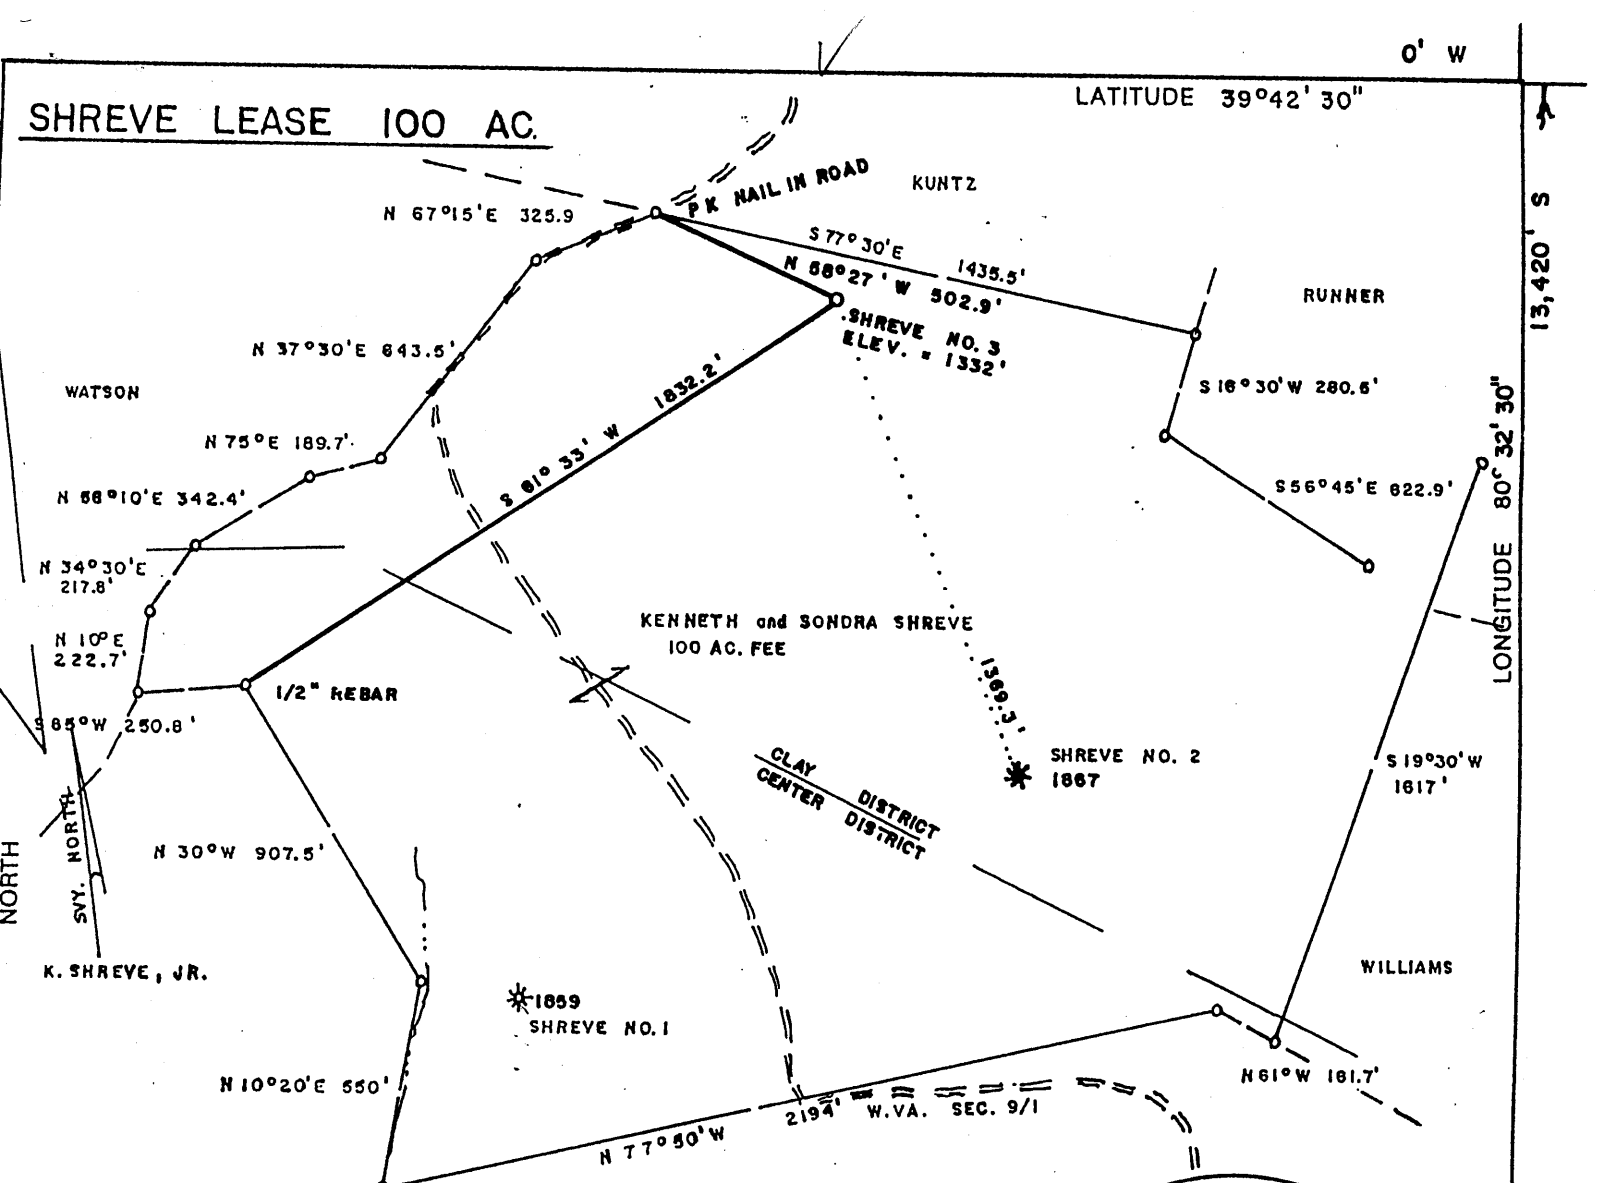 0' W
LATITUDE 39°42' 30"
SHREVE LEASE 100 AC.
13,420' S
LONGITUDE 80° 32' 30"
PK NAIL IN ROAD
KUNTZ
N 67°15'E 325.9
S 77° 30'E 1435.5'
N 58°27' W 502.9'
RUNNER
SHREVE NO. 3
ELEV. = 1332'
N 37°30'E 643.5'
S 16°30'W 280.5'
WATSON
1832.2'
S 61° 33' W
N 75°E 189.7'
N 58°10'E 342.4'
S56°45'E 622.9'
N 34°30'E
217.8'
N 10°E
222.7'
KENNETH and SONDRA SHREVE
100 AC. FEE
1/2" REBAR
1369.3'
S 85°W 250.8'
SHREVE NO. 2
1867
CLAY DISTRICT
CENTER DISTRICT
S 19°30'W
1617'
NORTH
SVY. NORTH
N 30°W 907.5'
K. SHREVE, JR.
WILLIAMS
1859
SHREVE NO. 1
N 10°20'E 550'
N 61°W 161.7'
2194'
W.VA. SEC. 9/1
N 77°50'W